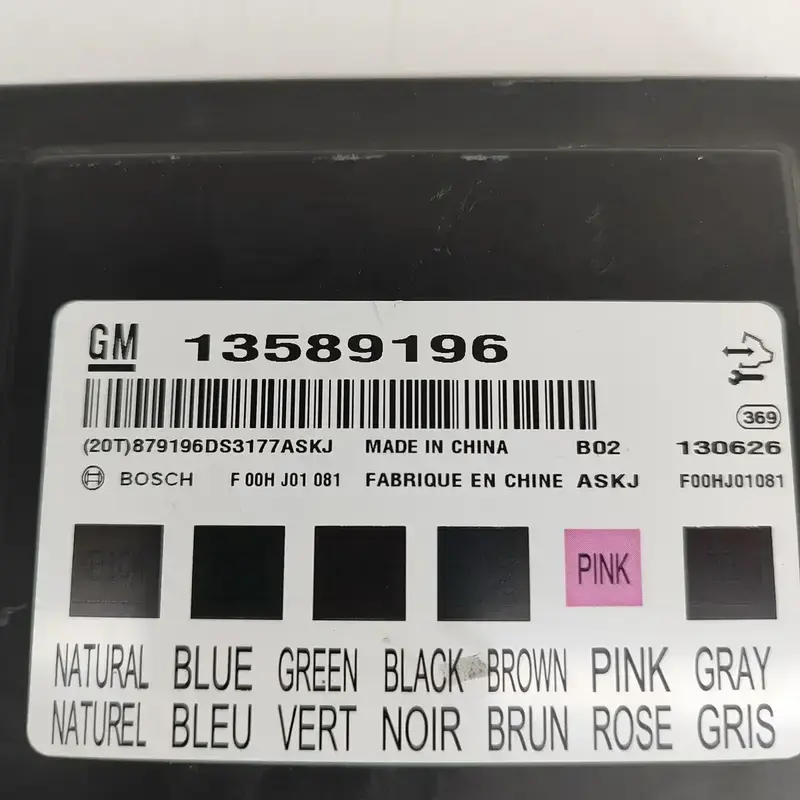 GM 13589196
369
(20T)879196DS3177ASKJ MADE IN CHINA B02 130626
BOSCH F 00H J01 081 FABRIQUE EN CHINE ASKJ F00HJ01081
PINK
NATURAL BLUE GREEN BLACK BROWN PINK GRAY
NATUREL BLEU VERT NOIR BRUN ROSE GRIS